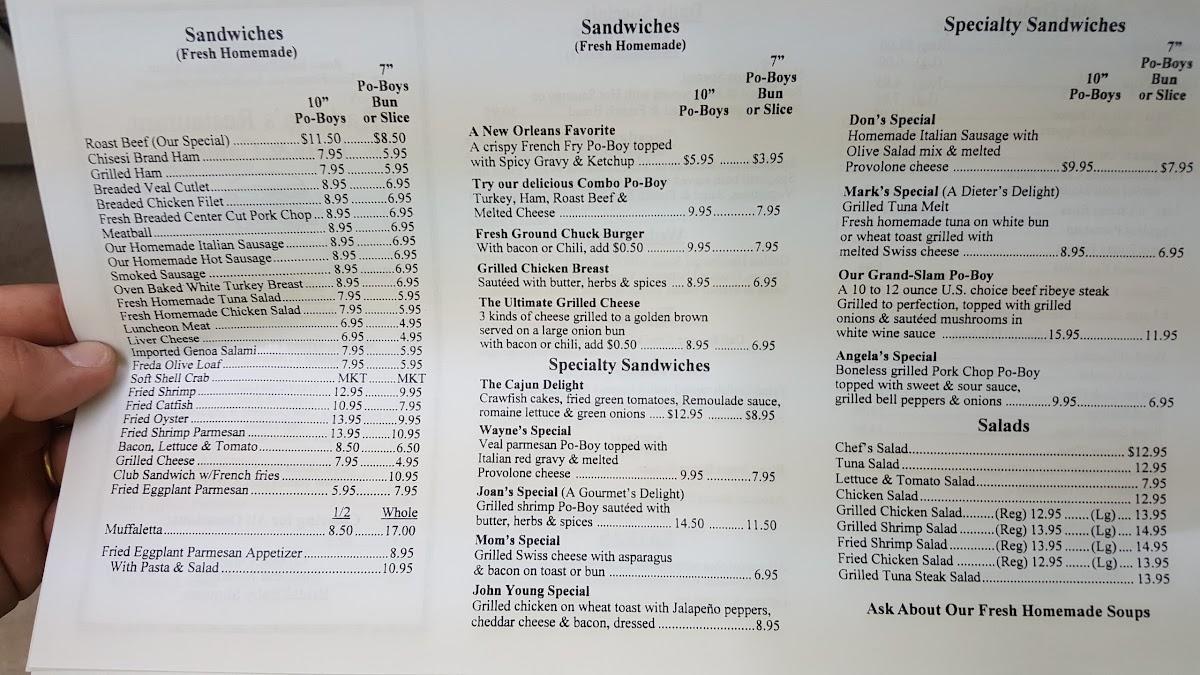 Sandwiches
(Fresh Homemade)
10" Po-Boys
7" Po-Boys Bun or Slice
Roast Beef (Our Special) ........ $11.50 ........ $8.50
Chisesi Brand Ham ........ 7.95 ........ 5.95
Grilled Ham ........ 7.95 ........ 5.95
Breaded Veal Cutlet ........ 8.95 ........ 6.95
Breaded Chicken Filet ........ 8.95 ........ 6.95
Fresh Breaded Center Cut Pork Chop ... 8.95 ........ 6.95
Meatball ........ 8.95 ........ 6.95
Our Homemade Italian Sausage ........ 8.95 ........ 6.95
Our Homemade Hot Sausage ........ 8.95 ........ 6.95
Smoked Sausage ........ 8.95 ........ 6.95
Oven Baked White Turkey Breast ........ 8.95 ........ 6.95
Fresh Homemade Tuna Salad ........ 7.95 ........ 5.95
Fresh Homemade Chicken Salad ........ 7.95 ........ 5.95
Luncheon Meat ........ 6.95 ........ 4.95
Liver Cheese ........ 6.95 ........ 4.95
Imported Genoa Salami ........ 7.95 ........ 5.95
Freda Olive Loaf ........ 7.95 ........ 5.95
Soft Shell Crab ........ MKT ........ MKT
Fried Shrimp ........ 12.95 ........ 9.95
Fried Catfish ........ 10.95 ........ 7.95
Fried Oyster ........ 13.95 ........ 9.95
Fried Shrimp Parmesan ........ 13.95 ........ 10.95
Bacon, Lettuce & Tomato ........ 8.50 ........ 6.50
Grilled Cheese ........ 7.95 ........ 4.95
Club Sandwich w/French fries ........ 10.95
Fried Eggplant Parmesan ........ 5.95 ........ 7.95
1/2 Whole
Muffaletta ........ 8.50 ........ 17.00
Fried Eggplant Parmesan Appetizer ........ 8.95
With Pasta & Salad ........ 10.95
Sandwiches
(Fresh Homemade)
10" Po-Boys
7" Po-Boys Bun or Slice
A New Orleans Favorite
A crispy French Fry Po-Boy topped
with Spicy Gravy & Ketchup ........ $5.95 ........ $3.95
Try our delicious Combo Po-Boy
Turkey, Ham, Roast Beef &
Melted Cheese ........ 9.95 ........ 7.95
Fresh Ground Chuck Burger
With bacon or Chili, add $0.50 ........ 9.95 ........ 7.95
Grilled Chicken Breast
Sautéed with butter, herbs & spices .... 8.95 ........ 6.95
The Ultimate Grilled Cheese
3 kinds of cheese grilled to a golden brown
served on a large onion bun
with bacon or chili, add $0.50 ........ 8.95 ........ 6.95
Specialty Sandwiches
The Cajun Delight
Crawfish cakes, fried green tomatoes, Remoulade sauce,
romaine lettuce & green onions ..... $12.95 ........ $8.95
Wayne's Special
Veal parmesan Po-Boy topped with
Italian red gravy & melted
Provolone cheese ........ 9.95 ........ 7.95
Joan's Special (A Gourmet's Delight)
Grilled shrimp Po-Boy sautéed with
butter, herbs & spices ........ 14.50 ........ 11.50
Mom's Special
Grilled Swiss cheese with asparagus
& bacon on toast or bun ........ 6.95
John Young Special
Grilled chicken on wheat toast with Jalapeño peppers,
cheddar cheese & bacon, dressed ........ 8.95
Specialty Sandwiches
10" Po-Boys
7" Po-Boys Bun or Slice
Don's Special
Homemade Italian Sausage with
Olive Salad mix & melted
Provolone cheese ........ $9.95 ........ $7.95
Mark's Special (A Dieter's Delight)
Grilled Tuna Melt
Fresh homemade tuna on white bun
or wheat toast grilled with
melted Swiss cheese ........ 8.95 ........ 6.95
Our Grand-Slam Po-Boy
A 10 to 12 ounce U.S. choice beef ribeye steak
Grilled to perfection, topped with grilled
onions & sautéed mushrooms in
white wine sauce ........ 15.95 ........ 11.95
Angela's Special
Boneless grilled Pork Chop Po-Boy
topped with sweet & sour sauce,
grilled bell peppers & onions ........ 9.95 ........ 6.95
Salads
Chef's Salad ........ $12.95
Tuna Salad ........ 12.95
Lettuce & Tomato Salad ........ 7.95
Chicken Salad ........ 12.95
Grilled Chicken Salad ........ (Reg) 12.95 ...... (Lg) .... 13.95
Grilled Shrimp Salad ........ (Reg) 13.95 ...... (Lg) .... 14.95
Fried Shrimp Salad ........ (Reg) 13.95 ...... (Lg) .... 14.95
Fried Chicken Salad ........ (Reg) 12.95 ...... (Lg) .... 13.95
Grilled Tuna Steak Salad ........ 13.95
Ask About Our Fresh Homemade Soups